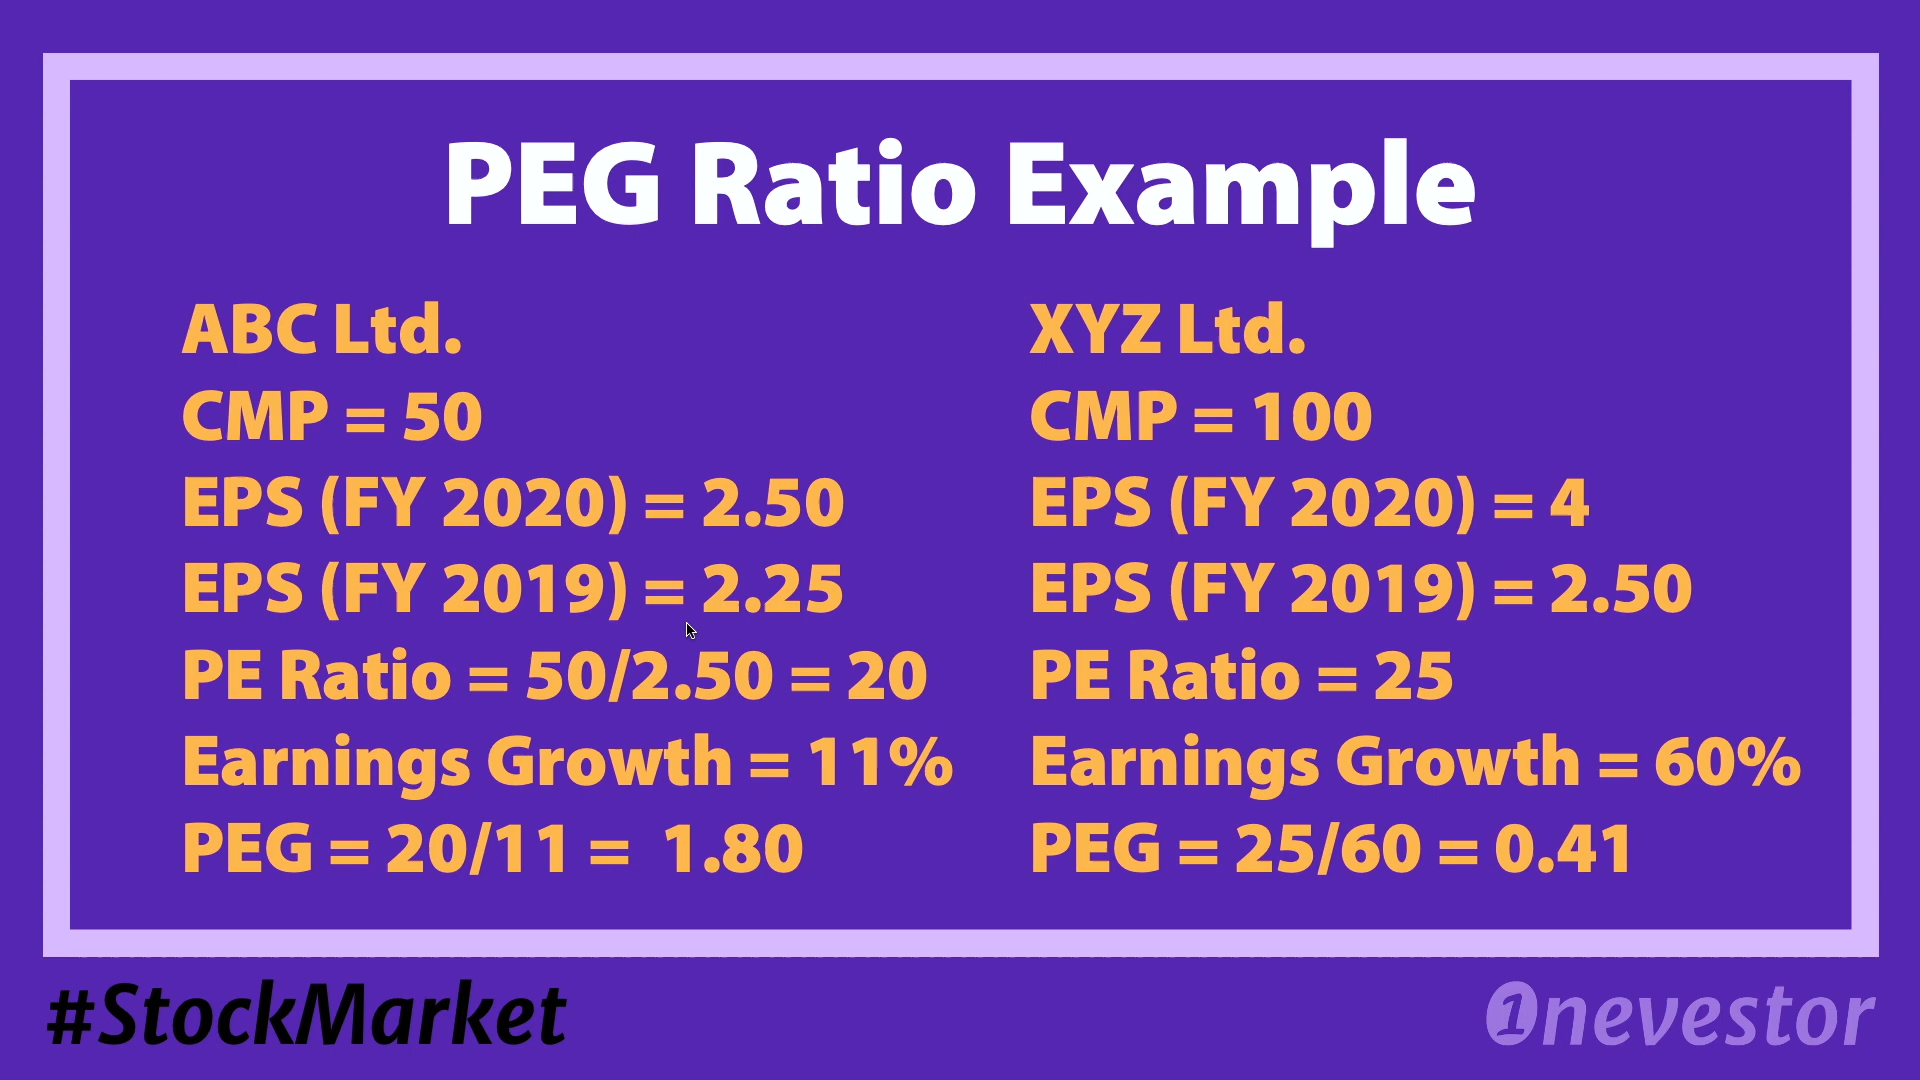 PEG Ratio Example
ABC Ltd.
CMP = 50
EPS (FY 2020) = 2.50
EPS (FY 2019) = 2.25
PE Ratio = 50/2.50 = 20
Earnings Growth = 11%
PEG = 20/11 = 1.80
XYZ Ltd.
CMP = 100
EPS (FY 2020) = 4
EPS (FY 2019) = 2.50
PE Ratio = 25
Earnings Growth = 60%
PEG = 25/60 = 0.41
#StockMarket
1nevestor